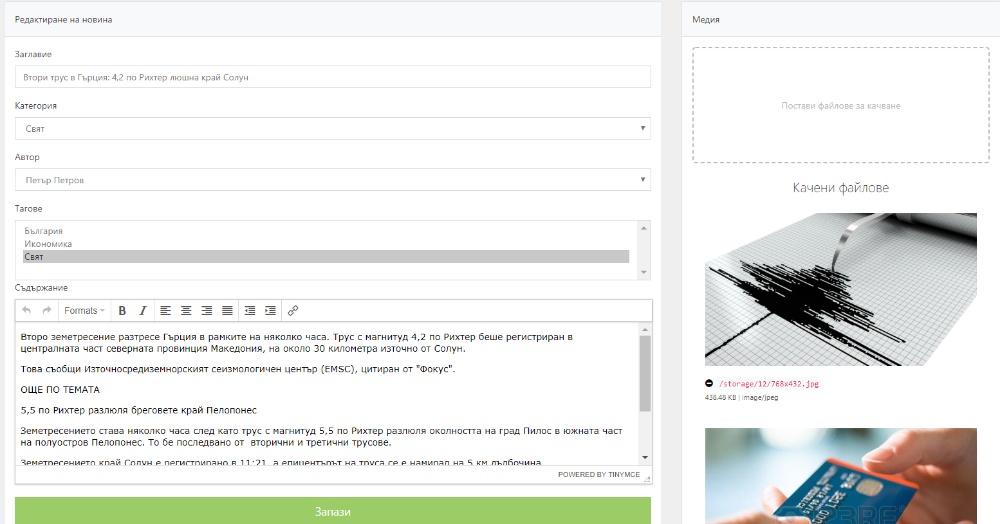 Редактиране на новина
Заглавие
Втори трус в Гърция: 4,2 по Рихтер люшна край Солун
Категория
Свят
Автор
Петър Петров
Тагове
България
Икономика
Свят
Съдържание
Formats
B I
Второ земетресение разтресе Гърция в рамките на няколко часа. Трус с магнитуд 4,2 по Рихтер беше регистриран в
централната част северната провинция Македония, на около 30 километра източно от Солун.
Това съобщи Източносредиземнорският сеизмологичен център (EMSC), цитиран от "Фокус".
ОЩЕ ПО ТЕМАТА
5,5 по Рихтер разлюля бреговете край Пелопонес
Земетресението става няколко часа след като трус с магнитуд 5,5 по Рихтер разлюля околността на град Пилос в южната част
на полуостров Пелопонес. То бе последвано от вторични и третични трусове.
Земетресението край Солун е регистрирано в 11:21, а епицентърът на труса се е намирал на 5 км дълбочина
POWERED BY TINYMCE
Запази
Медия
Постави файлове за качване
Качени файлове
/storage/12/768x432.jpg
438.48 KB | image/jpeg